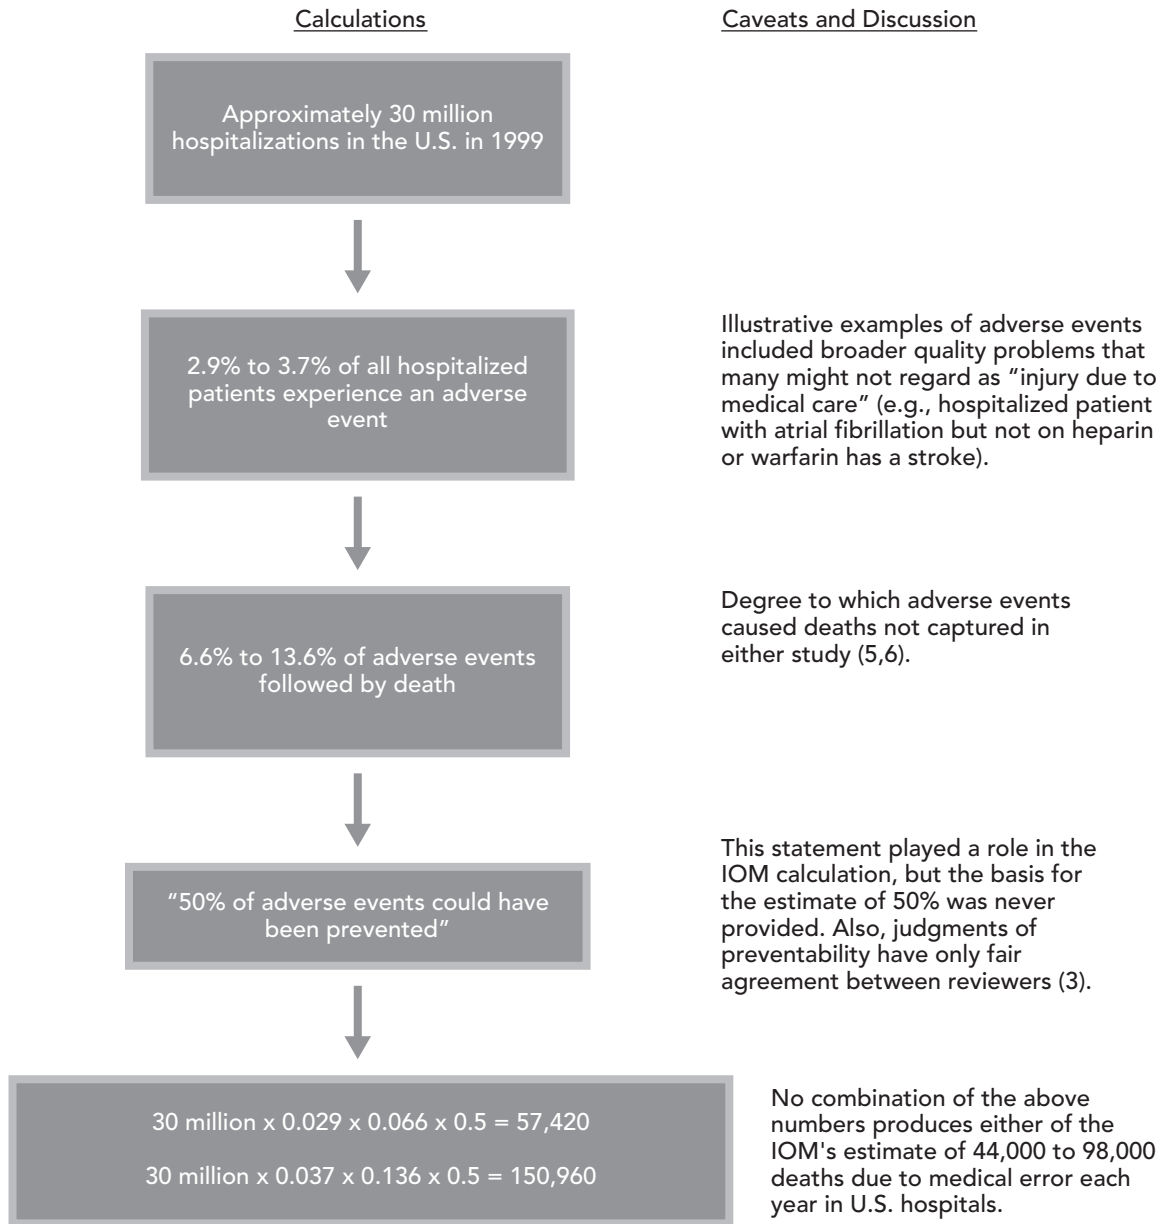 Calculations
Caveats and Discussion
Approximately 30 million
hospitalizations in the U.S. in 1999
2.9% to 3.7% of all hospitalized
patients experience an adverse
event
Illustrative examples of adverse events
included broader quality problems that
many might not regard as “injury due to
medical care” (e.g., hospitalized patient
with atrial fibrillation but not on heparin
or warfarin has a stroke).
6.6% to 13.6% of adverse events
followed by death
Degree to which adverse events
caused deaths not captured in
either study (5,6).
“50% of adverse events could have
been prevented”
This statement played a role in the
IOM calculation, but the basis for
the estimate of 50% was never
provided. Also, judgments of
preventability have only fair
agreement between reviewers (3).
30 million x 0.029 x 0.066 x 0.5 = 57,420
30 million x 0.037 x 0.136 x 0.5 = 150,960
No combination of the above
numbers produces either of the
IOM's estimate of 44,000 to 98,000
deaths due to medical error each
year in U.S. hospitals.